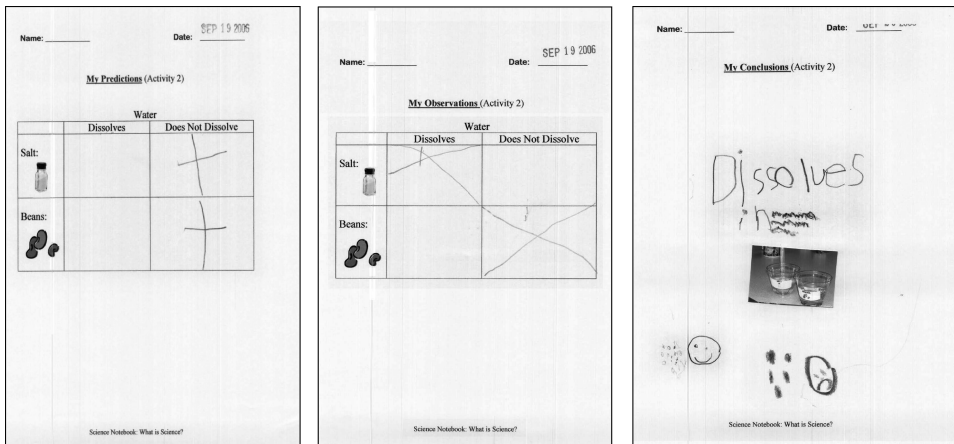 Name:
Date:
SEP 19 2006
My Predictions (Activity 2)
Water
Dissolves
Does Not Dissolve
Salt:
Beans:
Science Notebook: What is Science?
Name:
Date:
SEP 19 2006
My Observations (Activity 2)
Water
Dissolves
Does Not Dissolve
Salt:
Beans:
Science Notebook: What is Science?
Name:
Date:
My Conclusions (Activity 2)
Dissolves
in
Science Notebook: What is Science?